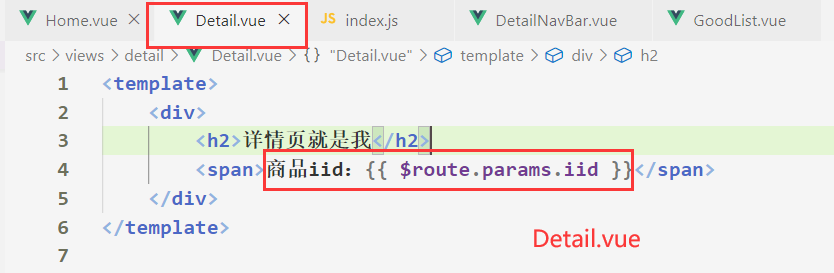 Home.vue × Detail.vue × JS index.js DetailNavBar.vue GoodList.vue
src > views > detail > Detail.vue > {} "Detail.vue" > template > div > h2
1 <template>
2 <div>
3 <h2>详情页就是我</h2>
4 <span>商品iid: {{ $route.params.iid }}</span>
5 </div>
6 </template>
7
Detail.vue